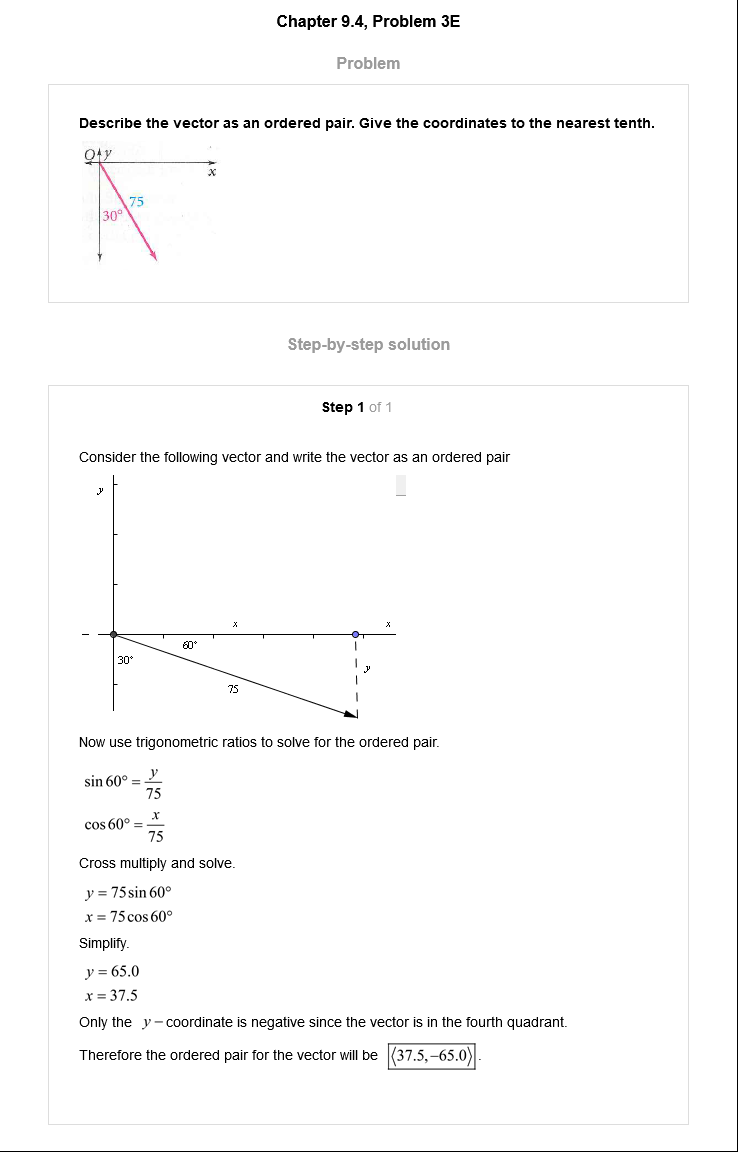 Chapter 9.4, Problem 3E
Problem
Describe the vector as an ordered pair. Give the coordinates to the nearest tenth.
O y
x
75
30°
Step-by-step solution
Step 1 of 1
Consider the following vector and write the vector as an ordered pair
y
x
x
60°
30°
y
75
Now use trigonometric ratios to solve for the ordered pair.
sin 60° = y/75
cos 60° = x/75
Cross multiply and solve.
y = 75 sin 60°
x = 75 cos 60°
Simplify.
y = 65.0
x = 37.5
Only the y – coordinate is negative since the vector is in the fourth quadrant.
Therefore the ordered pair for the vector will be ⟨37.5,−65.0⟩.